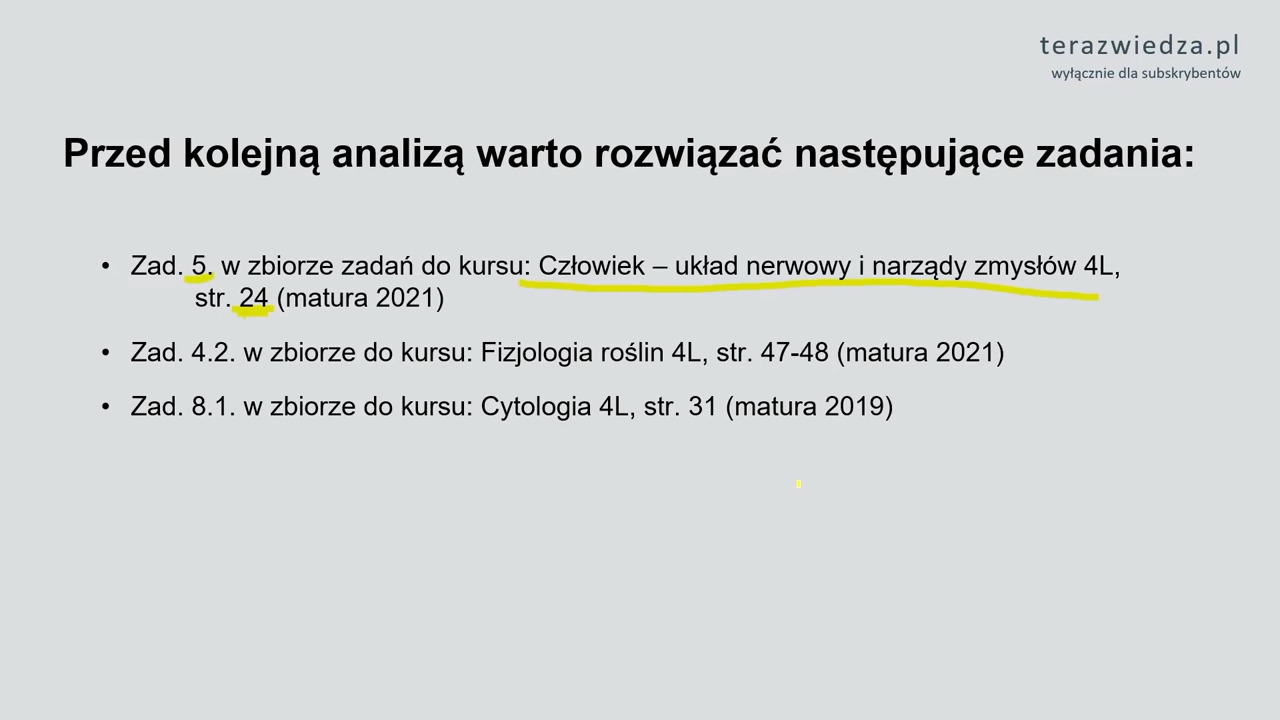 terazwiedza.pl
wyłącznie dla subskrybentów
Przed kolejną analizą warto rozwiązać następujące zadania:
• Zad. 5. w zbiorze zadań do kursu: Człowiek – układ nerwowy i narządy zmysłów 4L,
str. 24 (matura 2021)
• Zad. 4.2. w zbiorze do kursu: Fizjologia roślin 4L, str. 47-48 (matura 2021)
• Zad. 8.1. w zbiorze do kursu: Cytologia 4L, str. 31 (matura 2019)